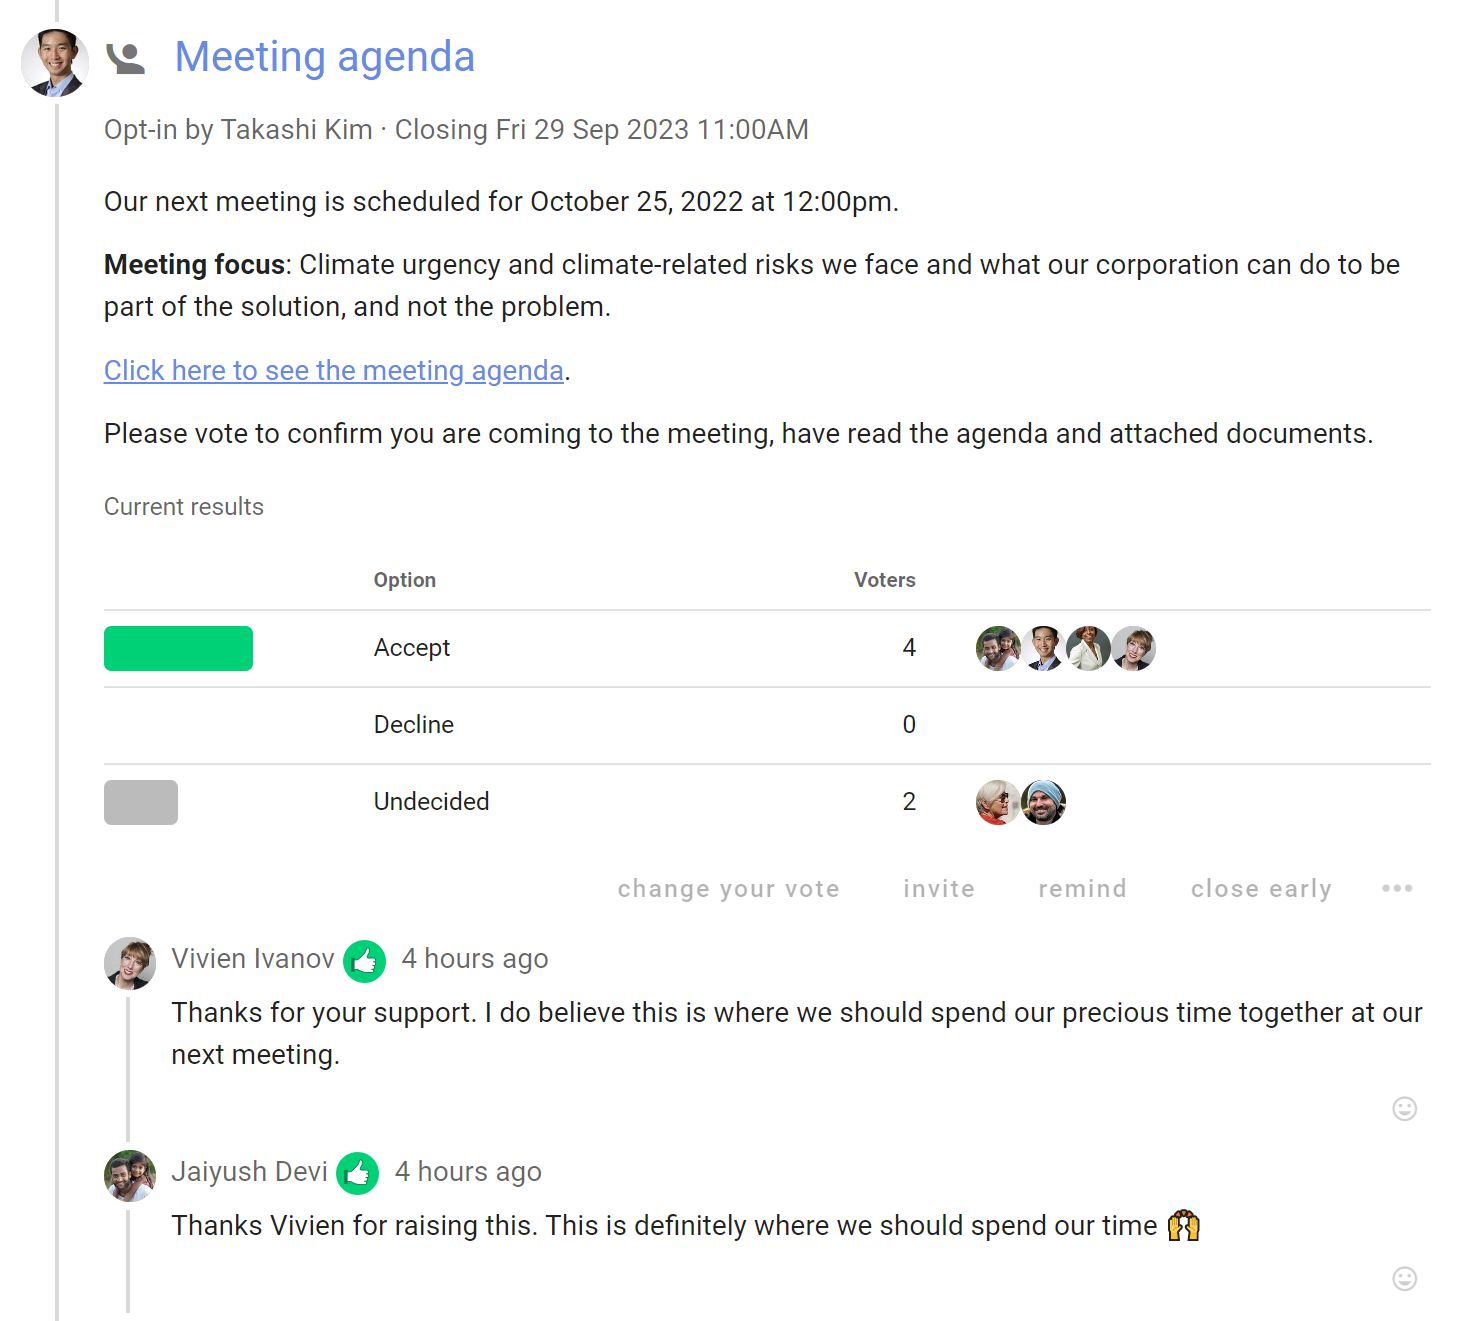 Meeting agenda
Opt-in by Takashi Kim · Closing Fri 29 Sep 2023 11:00AM
Our next meeting is scheduled for October 25, 2022 at 12:00pm.
Meeting focus: Climate urgency and climate-related risks we face and what our corporation can do to be
part of the solution, and not the problem.
Click here to see the meeting agenda.
Please vote to confirm you are coming to the meeting, have read the agenda and attached documents.
Current results
Option Voters
Accept 4
Decline 0
Undecided 2
change your vote invite remind close early
Vivien Ivanov 4 hours ago
Thanks for your support. I do believe this is where we should spend our precious time together at our
next meeting.
Jaiyush Devi 4 hours ago
Thanks Vivien for raising this. This is definitely where we should spend our time 🙌